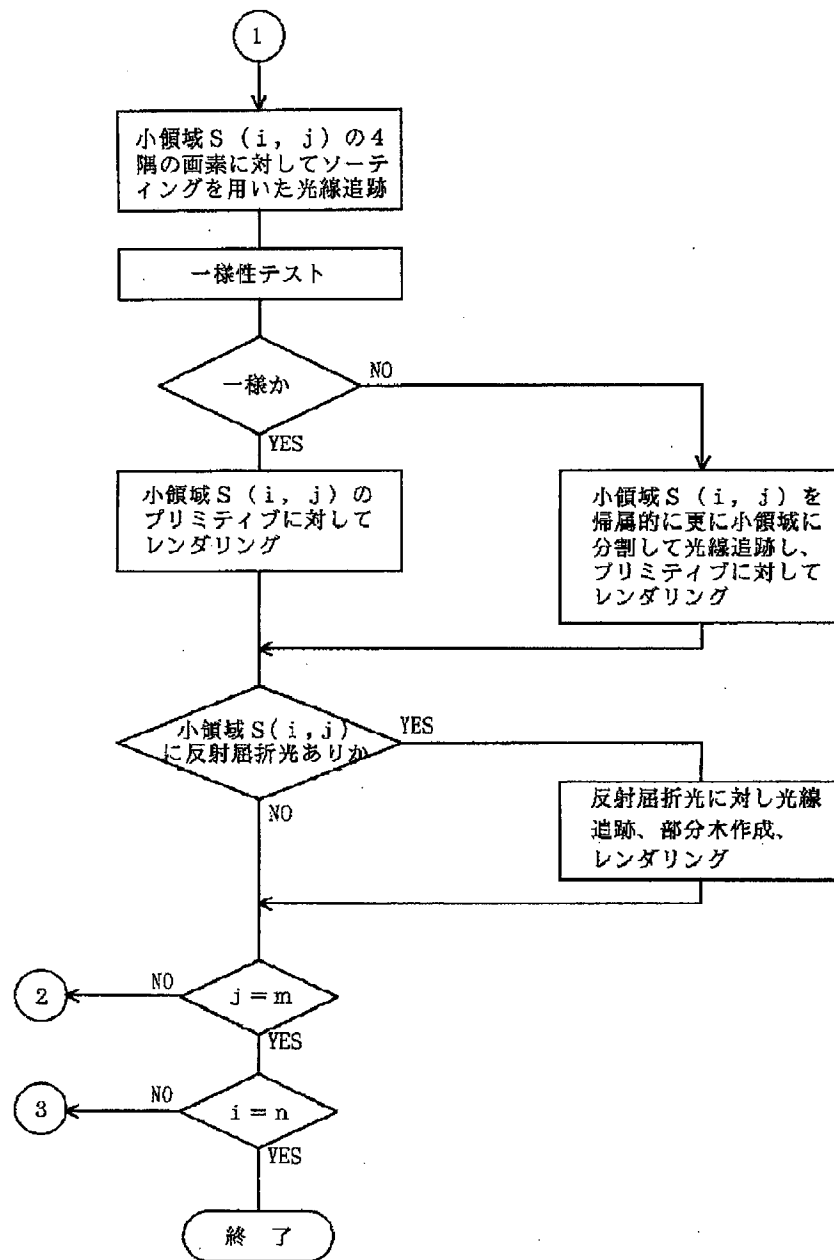 1
小領域S (i, j) の4
隅の画素に対してソーティ
ングを用いた光線追跡
一様性テスト
一様か
NO
YES
小領域S (i, j) の
プリミティブに対して
レンダリング
小領域S (i, j) を
帰属的に更に小領域に
分割して光線追跡し、
プリミティブに対して
レンダリング
小領域S(i,j)
に反射屈折光ありか
YES
NO
反射屈折光に対し光線
追跡、部分木作成、
レンダリング
j=m
NO
2
YES
i=n
NO
3
YES
終 了